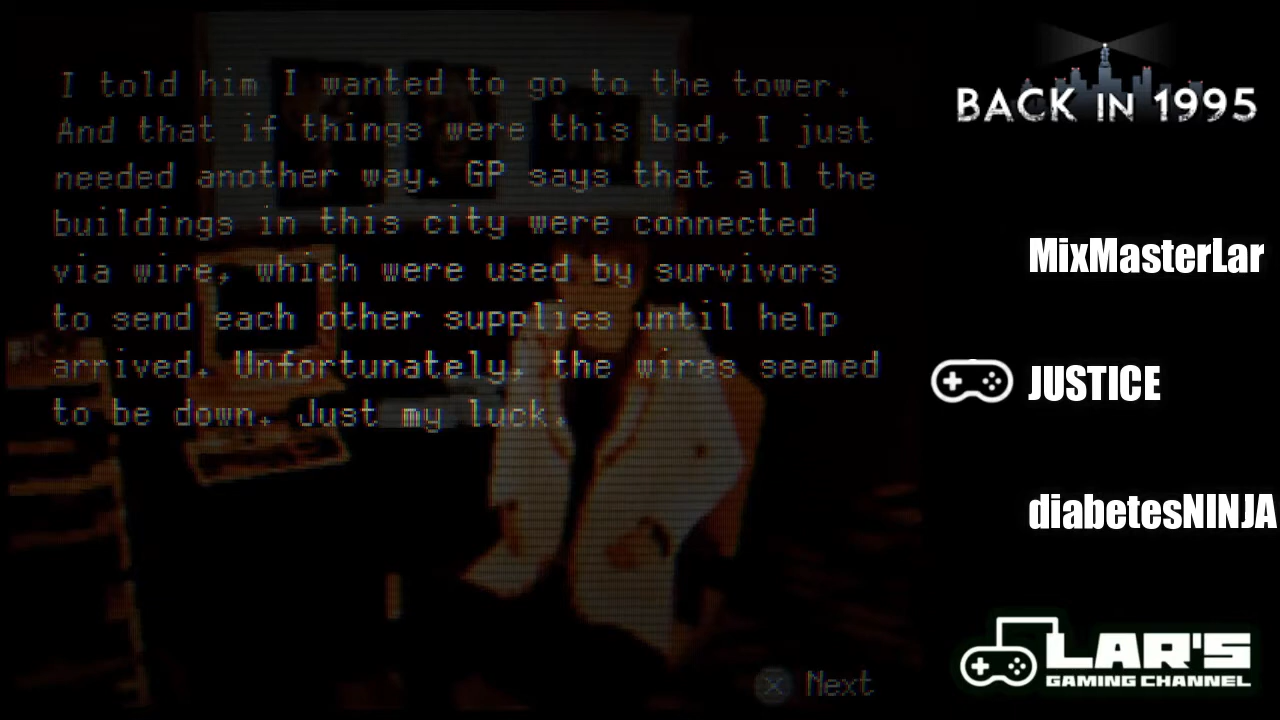 I told him I wanted to go to the tower.
And that if things were this bad, I just
needed another way. GP says that all the
buildings in this city were connected
via wire, which were used by survivors
to send each other supplies until help
arrived. Unfortunately, the wires seemed
to be down. Just my luck.
Next
BACK IN 1995
MixMasterLar
JUSTICE
diabetesNINJA
LAR'S
GAMING CHANNEL